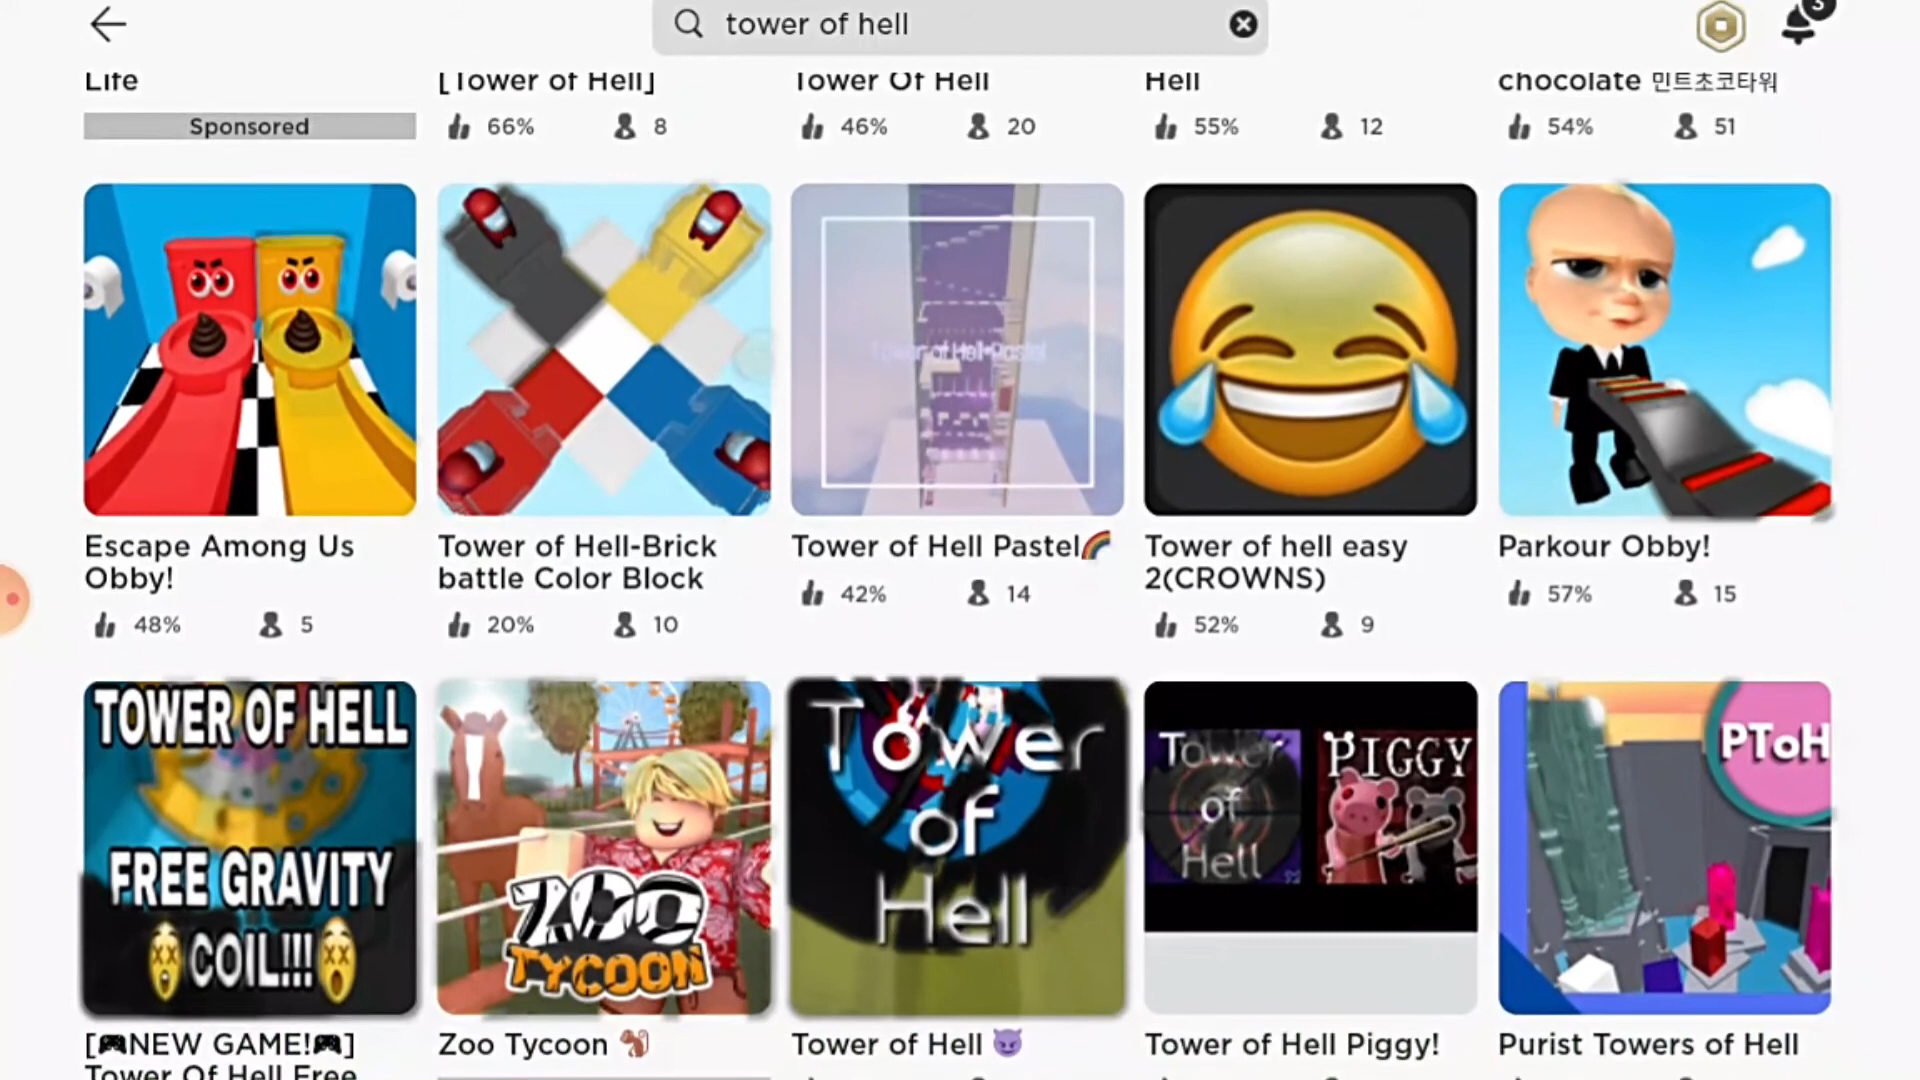 tower of hell
3
Life
[Tower of Hell]
Tower Of Hell
Hell
chocolate 민트초코타워
Sponsored
66% 8
46% 20
55% 12
54% 51
Tower of Hell Pastel
Escape Among Us
Obby!
Tower of Hell-Brick
battle Color Block
Tower of Hell Pastel🌈
Tower of hell easy
2(CROWNS)
Parkour Obby!
48% 5
20% 10
42% 14
52% 9
57% 15
TOWER OF HELL
FREE GRAVITY
COIL!!!
ZOO
TYCOON
Tower
of
Hell
Tower
of
Hell
PIGGY
PToH
[🎮NEW GAME!🎮]
Tower Of Hell Free
Zoo Tycoon 🐿️
Tower of Hell 😈
Tower of Hell Piggy!
Purist Towers of Hell